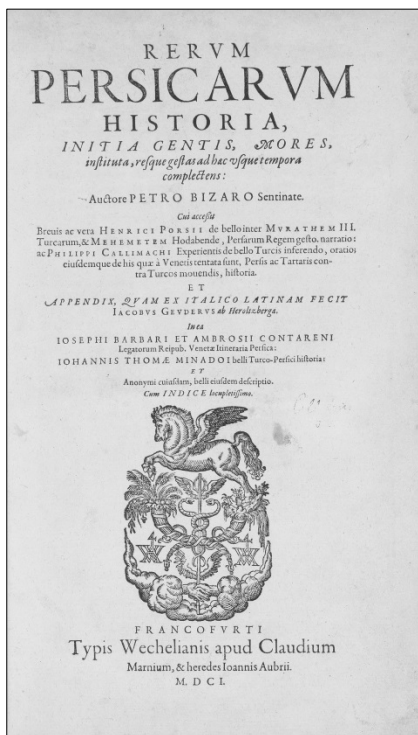 RERVM
PERSICARVM
HISTORIA,
INITIA GENTIS, MORES,
instituta, resque gestas ad hæc vsque tempora
complectens:
Auctore PETRO BIZARO Sentinate.
Cui accessit
Breuis ac vera HENRICI PORSII de bello inter MVRATHEM III.
Turcarum, & MEHEMETEM Hodabende, Persarum Regem gesto, narratio:
ac PHILIPPI CALLIMACHI Experientis de bello Turcis inferendo, oratio;
eiusdemque de his quæ à Venetis tentata sunt, Persis ac Tartaris con-
tra Turcos mouendis, historia.
ET
APPENDIX, QVAM EX ITALICO LATINAM FECIT
IACOBVS GEVDERVS ab Heroltzberga.
In ea
IOSEPHI BARBARI ET AMBROSII CONTARENI
Legatorum Reipub. Venetæ Itineraria Persica:
IOHANNIS THOMÆ MINADOI belli Turco-Persici historia:
ET
Anonymi cuiusdam, belli eiusdem descriptio.
Cum INDICE locupletissimo.
FRANCOFVRTI
Typis Wechelianis apud Claudium
Marnium, & heredes Ioannis Aubrii.
M. DCI.